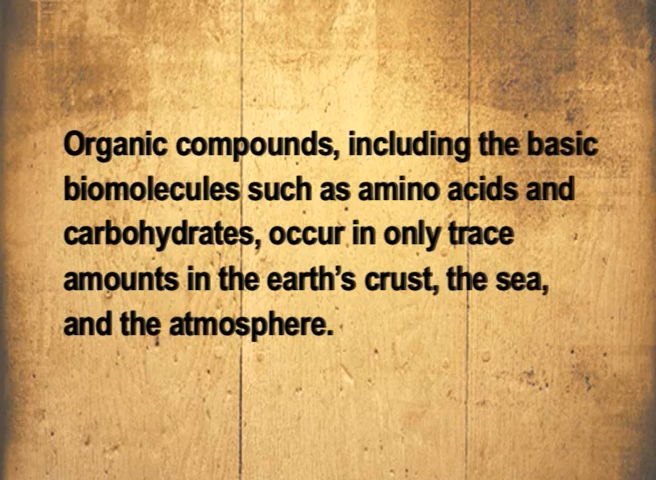 Organic compounds, including the basic
biomolecules such as amino acids and
carbohydrates, occur in only trace
amounts in the earth’s crust, the sea,
and the atmosphere.